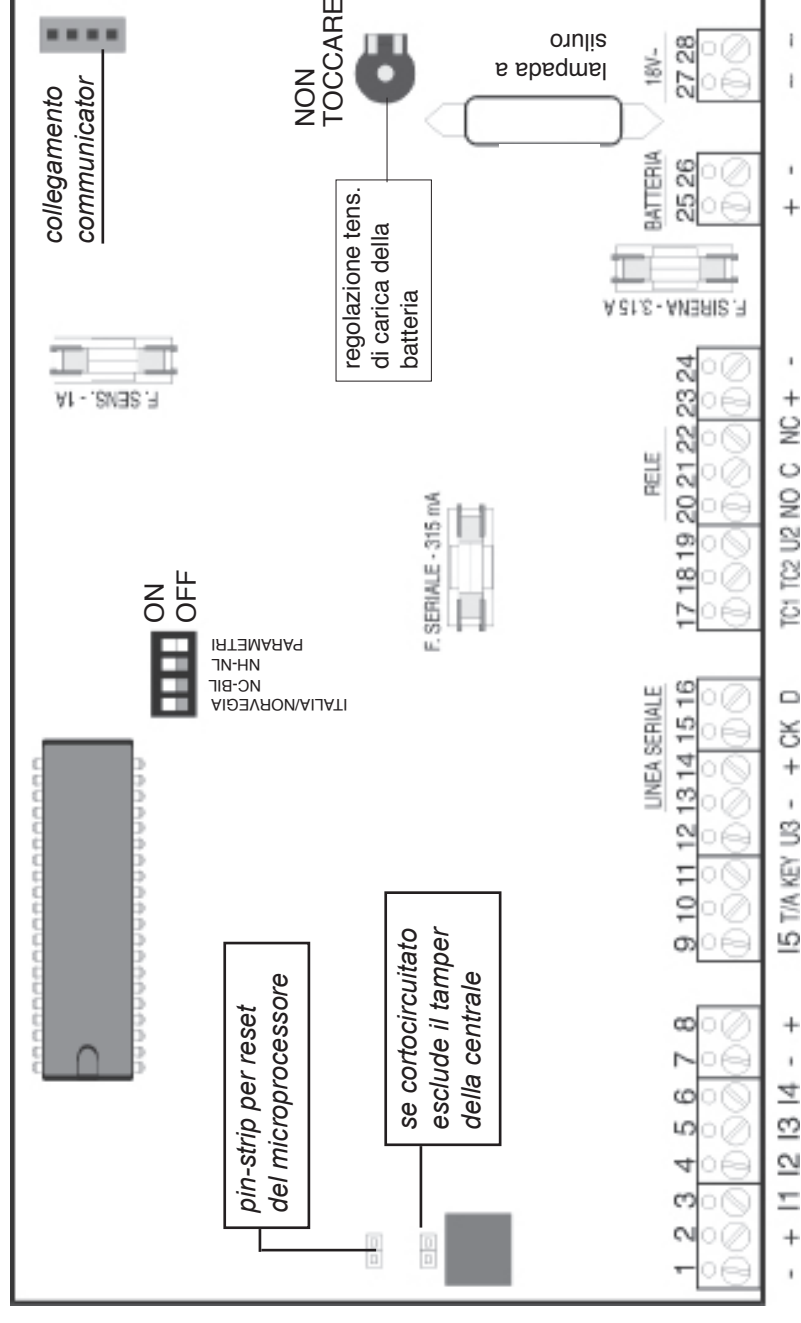 collegamento
communicator
NON
TOCCARE
lampada a
siluro
regolazione tens.
di carica della
batteria
F. SENS. - 1A
F. SIRENA - 3.15 A
F. SERIALE - 315 mA
ON
OFF
PARAMETRI
NH-NL
NC-BIL
ITALIA/NORVEGIA
pin-strip per reset
del microprocessore
se cortocircuitato
esclude il tamper
della centrale
LINEA SERIALE
RELE
BATTERIA
18V~
1 2 3 4 5 6 7 8
9 10 11 12 13 14 15 16
17 18 19 20 21 22 23 24
25 26
27 28
- + I1 I2 I3 I4 - +
I5 T/A KEY U3 - + CK D
TC1 TC2 U2 NO C NC + -
+ -
~ ~